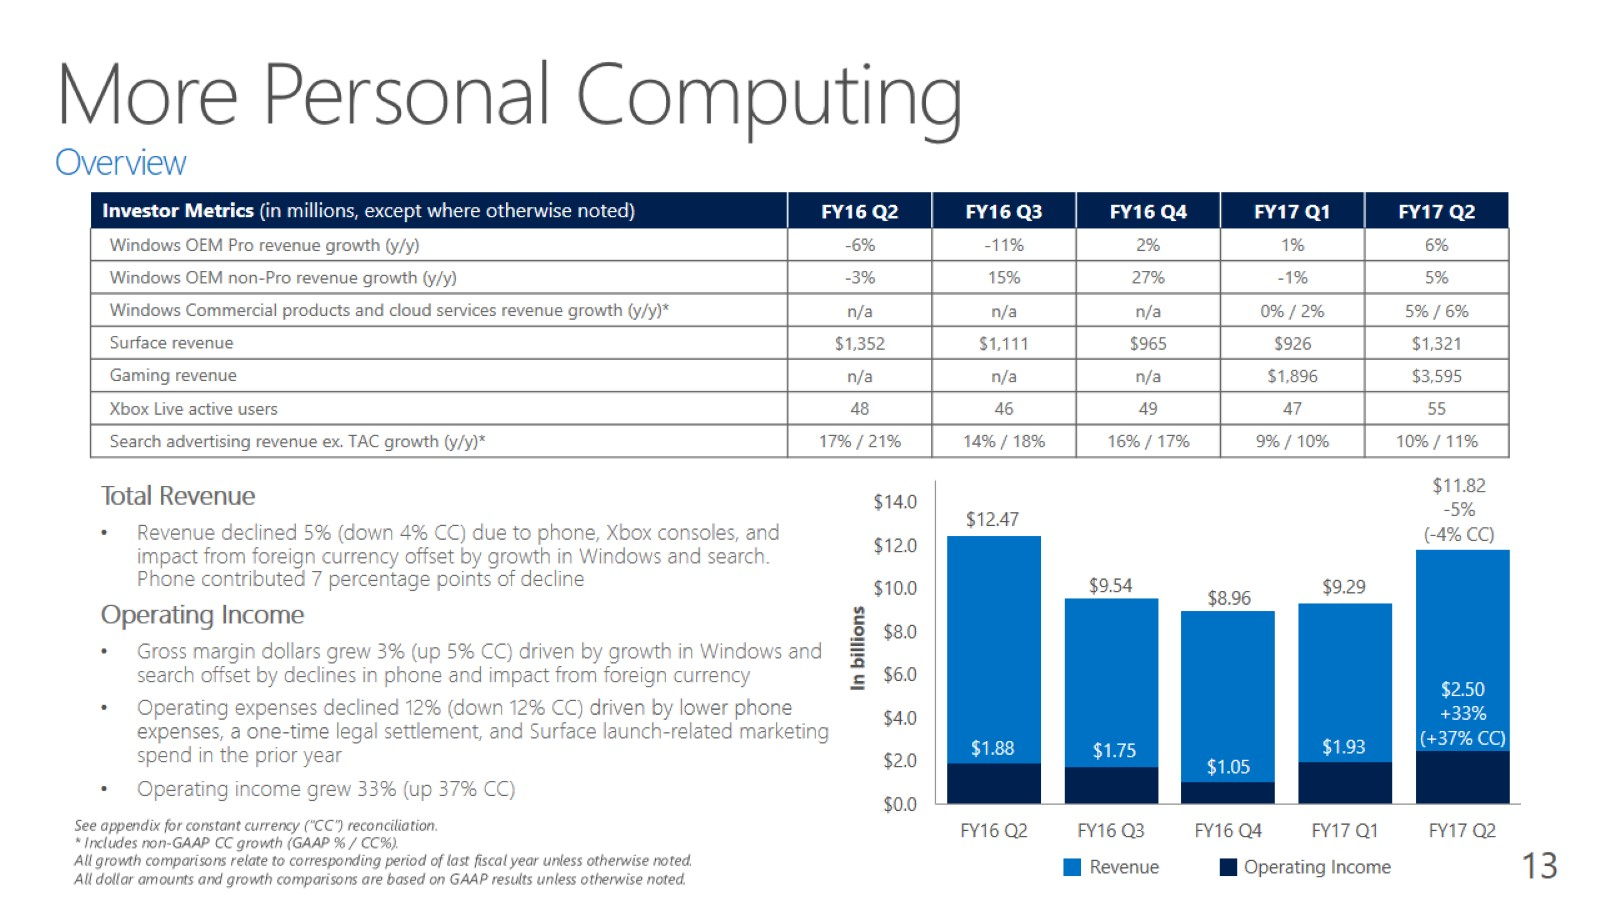 More Personal Computing
Overview
Investor Metrics (in millions, except where otherwise noted) FY16 Q2 FY16 Q3 FY16 Q4 FY17 Q1 FY17 Q2
Windows OEM Pro revenue growth (y/y) -6% -11% 2% 1% 6%
Windows OEM non-Pro revenue growth (y/y) -3% 15% 27% -1% 5%
Windows Commercial products and cloud services revenue growth (y/y)* n/a n/a n/a 0% / 2% 5% / 6%
Surface revenue $1,352 $1,111 $965 $926 $1,321
Gaming revenue n/a n/a n/a $1,896 $3,595
Xbox Live active users 48 46 49 47 55
Search advertising revenue ex. TAC growth (y/y)* 17% / 21% 14% / 18% 16% / 17% 9% / 10% 10% / 11%
Total Revenue
• Revenue declined 5% (down 4% CC) due to phone, Xbox consoles, and
impact from foreign currency offset by growth in Windows and search.
Phone contributed 7 percentage points of decline
Operating Income
• Gross margin dollars grew 3% (up 5% CC) driven by growth in Windows and
search offset by declines in phone and impact from foreign currency
• Operating expenses declined 12% (down 12% CC) driven by lower phone
expenses, a one-time legal settlement, and Surface launch-related marketing
spend in the prior year
• Operating income grew 33% (up 37% CC)
See appendix for constant currency ("CC") reconciliation.
* Includes non-GAAP CC growth (GAAP % / CC%).
All growth comparisons relate to corresponding period of last fiscal year unless otherwise noted.
All dollar amounts and growth comparisons are based on GAAP results unless otherwise noted.
In billions
$14.0
$12.0
$10.0
$8.0
$6.0
$4.0
$2.0
$0.0
$12.47
$9.54
$8.96
$9.29
$11.82
-5%
(-4% CC)
$1.88
$1.75
$1.05
$1.93
$2.50
+33%
(+37% CC)
FY16 Q2 FY16 Q3 FY16 Q4 FY17 Q1 FY17 Q2
Revenue Operating Income
13